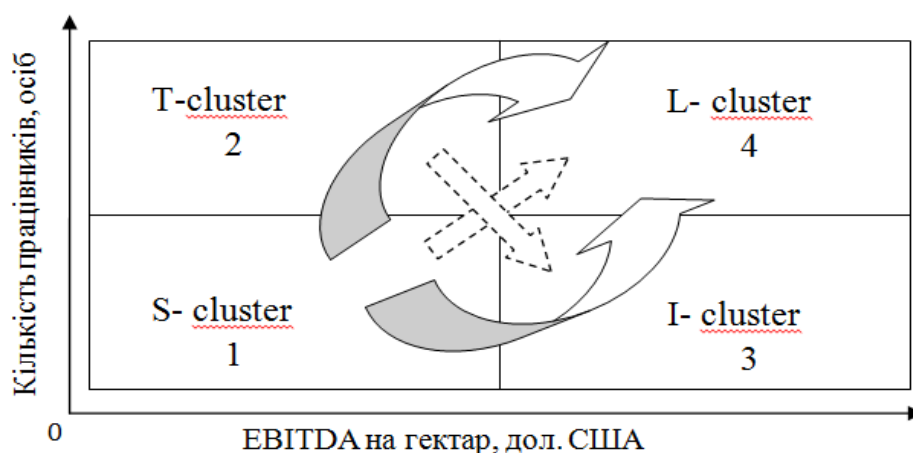 Кількість працівників, осіб
T-cluster
2
L- cluster
4
S- cluster
1
I- cluster
3
0
EBITDA на гектар, дол. США